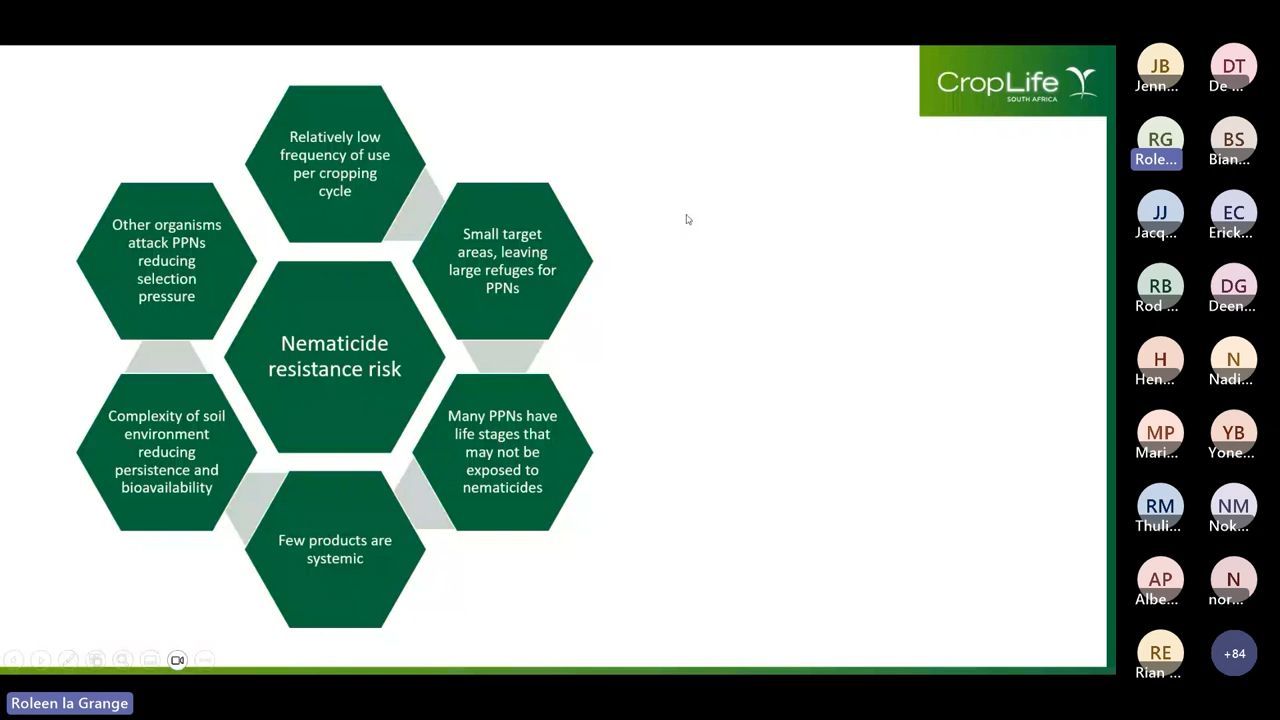 CropLife
SOUTH AFRICA
Relatively low
frequency of use
per cropping
cycle
Small target
areas, leaving
large refuges for
PPNs
Many PPNs have
life stages that
may not be
exposed to
nematicides
Few products are
systemic
Complexity of soil
environment
reducing
persistence and
bioavailability
Other organisms
attack PPNs
reducing
selection
pressure
Nematicide
resistance risk
JB
Jenn...
DT
De ...
RG
Role...
BS
Bian...
JJ
Jacq...
EC
Erick...
RB
Rod ...
DG
Deen...
H
Hen...
N
Nadi...
MP
Mari...
YB
Yone...
RM
Thuli...
NM
Nok...
AP
Albe...
N
nor...
RE
Rian ...
+84
Roleen la Grange